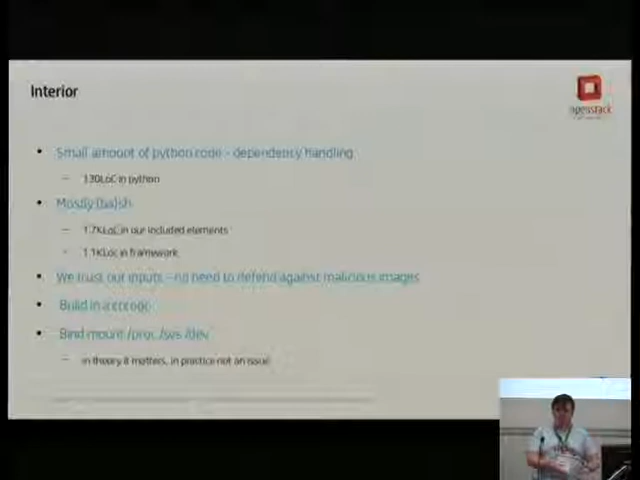 Interior
openstack
• Small amount of python code - dependency handling
– 130LoC in python
• Mostly (ba)sh
– 1.7KLoC in our included elements
– 1.1KLoc in framework
• We trust our inputs - no need to defend against malicious images
• Build in a chroot
• Bind mount /proc /sys /dev
– in theory it matters, in practice not an issue